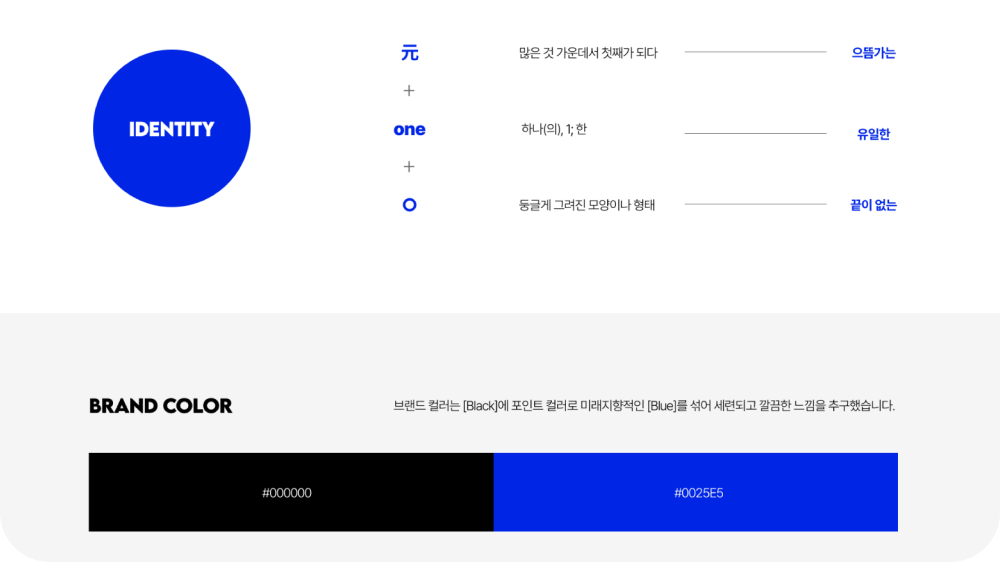 IDENTITY
元 많은 것 가운데서 첫째가 되다 으뜸가는
+
one 하나(의), 1; 한 유일한
+
O 둥글게 그려진 모양이나 형태 끝이 없는
BRAND COLOR
브랜드 컬러는 [Black]에 포인트 컬러로 미래지향적인 [Blue]를 섞어 세련되고 깔끔한 느낌을 추구했습니다.
#000000 #0025E5